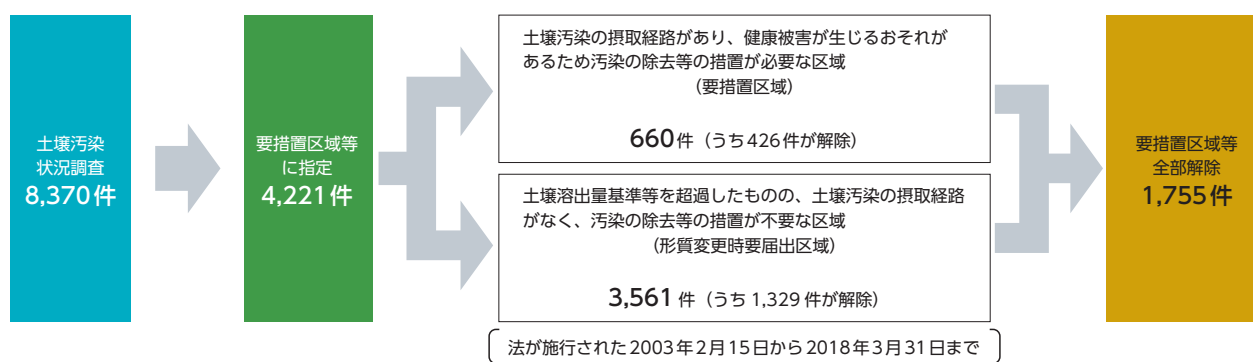 土壌汚染
状況調査
8,370件
要措置区域等
に指定
4,221件
土壌汚染の摂取経路があり、健康被害が生じるおそれが
あるため汚染の除去等の措置が必要な区域
（要措置区域）
660件（うち426件が解除）
土壌溶出量基準等を超過したものの、土壌汚染の摂取経路
がなく、汚染の除去等の措置が不要な区域
（形質変更時要届出区域）
3,561件（うち1,329件が解除）
要措置区域等
全部解除
1,755件
法が施行された2003年2月15日から2018年3月31日まで